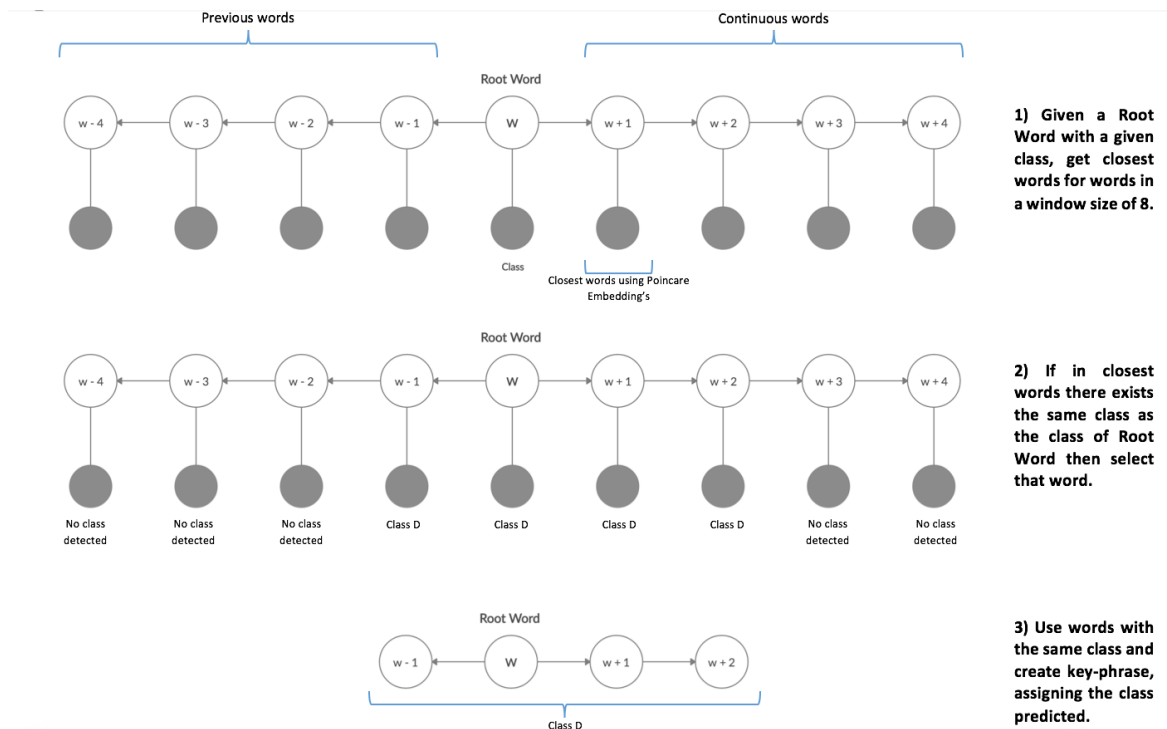 Previous words
Continuous words
Root Word
w - 4
w - 3
w - 2
w - 1
W
w + 1
w + 2
w + 3
w + 4
Class
Closest words using Poincare
Embedding's
1) Given a Root
Word with a given
class, get closest
words for words in
a window size of 8.
Root Word
w - 4
w - 3
w - 2
w - 1
W
w + 1
w + 2
w + 3
w + 4
No class
detected
No class
detected
No class
detected
Class D
Class D
Class D
Class D
No class
detected
No class
detected
2) If in closest
words there exists
the same class as
the class of Root
Word then select
that word.
Root Word
w - 1
W
w + 1
w + 2
Class D
3) Use words with
the same class and
create key-phrase,
assigning the class
predicted.